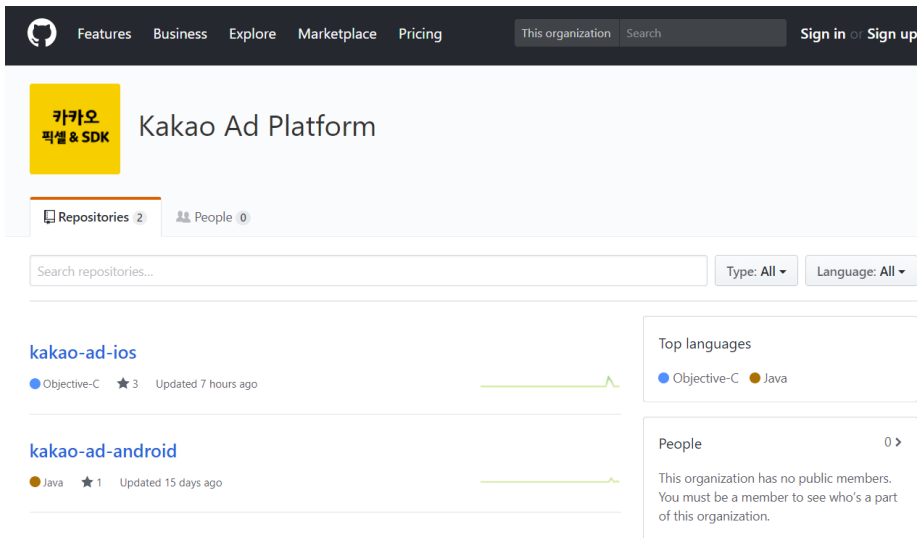 Features Business Explore Marketplace Pricing This organization Search Sign in or Sign up
카카오
픽셀 & SDK
Kakao Ad Platform
Repositories 2 People 0
Search repositories... Type: All Language: All
kakao-ad-ios
Objective-C 3 Updated 7 hours ago
kakao-ad-android
Java 1 Updated 15 days ago
Top languages
Objective-C Java
People 0
This organization has no public members.
You must be a member to see who's a part
of this organization.